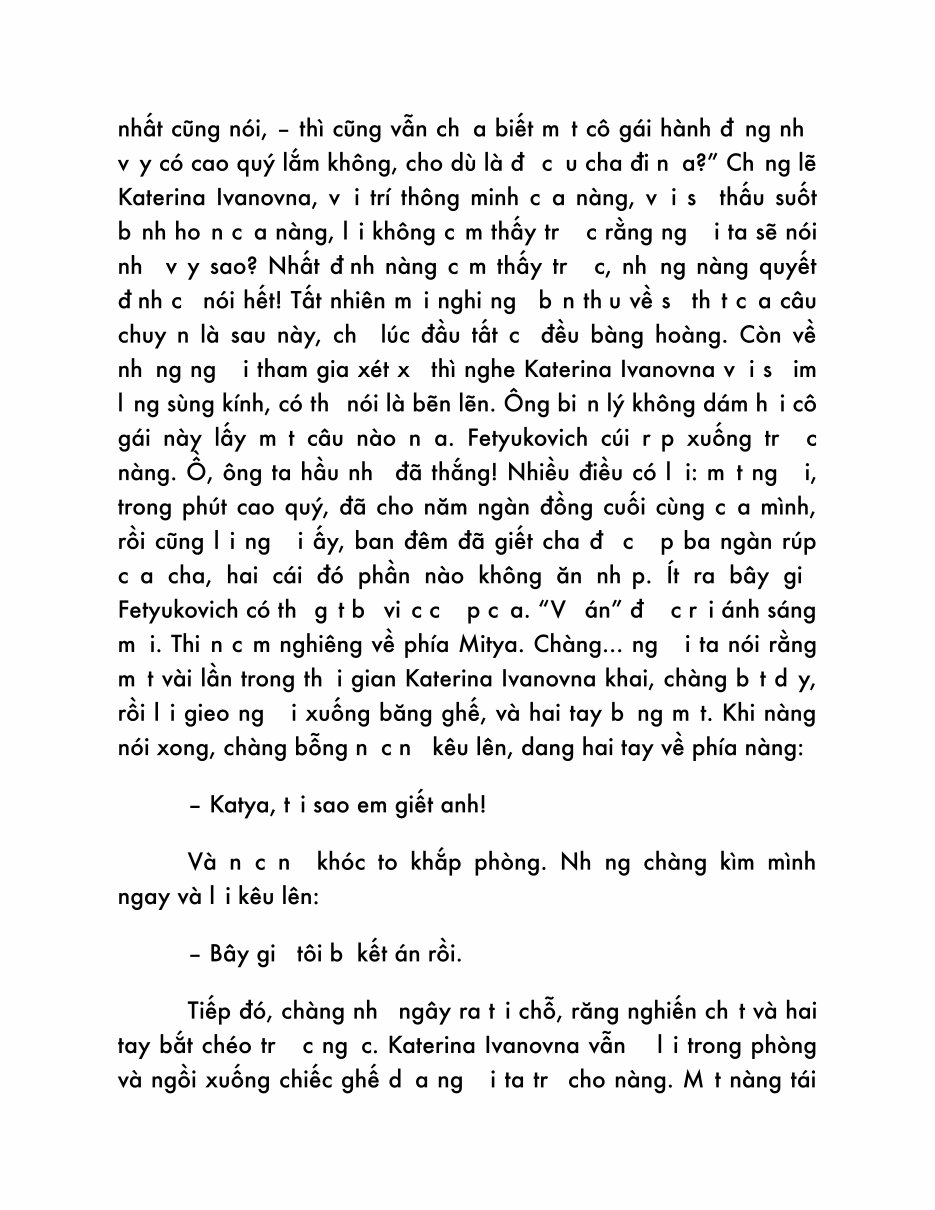 nhất cũng nói, – thì cũng vẫn ch a biết m t cô gái hành đ ng nh
v y có cao quý lắm không, cho dù là đ c u cha đi n a?” Ch ng lẽ
Katerina Ivanovna, v i trí thông minh c a nàng, v i s thấu suốt
b nh ho n c a nàng, l i không c m thấy tr c rằng ng i ta sẽ nói
nh v y sao? Nhất đ nh nàng c m thấy tr c, nh ng nàng quyết
đ nh c nói hết! Tất nhiên m i nghi ng b n th u về s th t c a câu
chuy n là sau này, ch lúc đầu tất c đều bàng hoàng. Còn về
nh ng ng i tham gia xét x thì nghe Katerina Ivanovna v i s im
l ng sùng kính, có th nói là bẽn lẽn. Ông bi n lý không dám h i cô
gái này lấy m t câu nào n a. Fetyukovich cúi r p xuống tr c
nàng. Ồ, ông ta hầu nh đã thắng! Nhiều điều có l i: m t ng i,
trong phút cao quý, đã cho năm ngàn đồng cuối cùng c a mình,
rồi cũng l i ng i ấy, ban đêm đã giết cha đ c p ba ngàn rúp
c a cha, hai cái đó phần nào không ăn nh p. Ít ra bây gi
Fetyukovich có th g t b vi c c p c a. “V án” đ c r i ánh sáng
m i. Thi n c m nghiêng về phía Mitya. Chàng... ng i ta nói rằng
m t vài lần trong th i gian Katerina Ivanovna khai, chàng b t d y,
rồi l i gieo ng i xuống băng ghế, và hai tay b ng m t. Khi nàng
nói xong, chàng bỗng n c n kêu lên, dang hai tay về phía nàng:
– Katya, t i sao em giết anh!
Và n c n khóc to khắp phòng. Nh ng chàng kìm mình
ngay và l i kêu lên:
– Bây gi tôi b kết án rồi.
Tiếp đó, chàng nh ngây ra t i chỗ, răng nghiến ch t và hai
tay bắt chéo tr c ng c. Katerina Ivanovna vẫn l i trong phòng
và ngồi xuống chiếc ghế d a ng i ta tr cho nàng. M t nàng tái